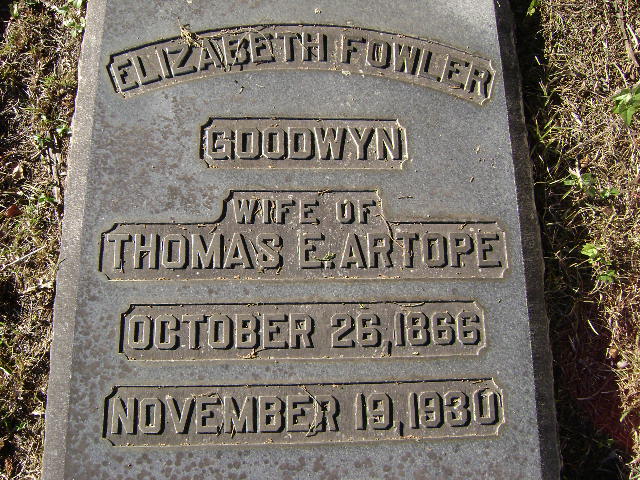 ELIZABETH FOWLER
GOODWYN
WIFE OF
THOMAS E. ARTOPE
OCTOBER 26, 1866
NOVEMBER 19, 1930